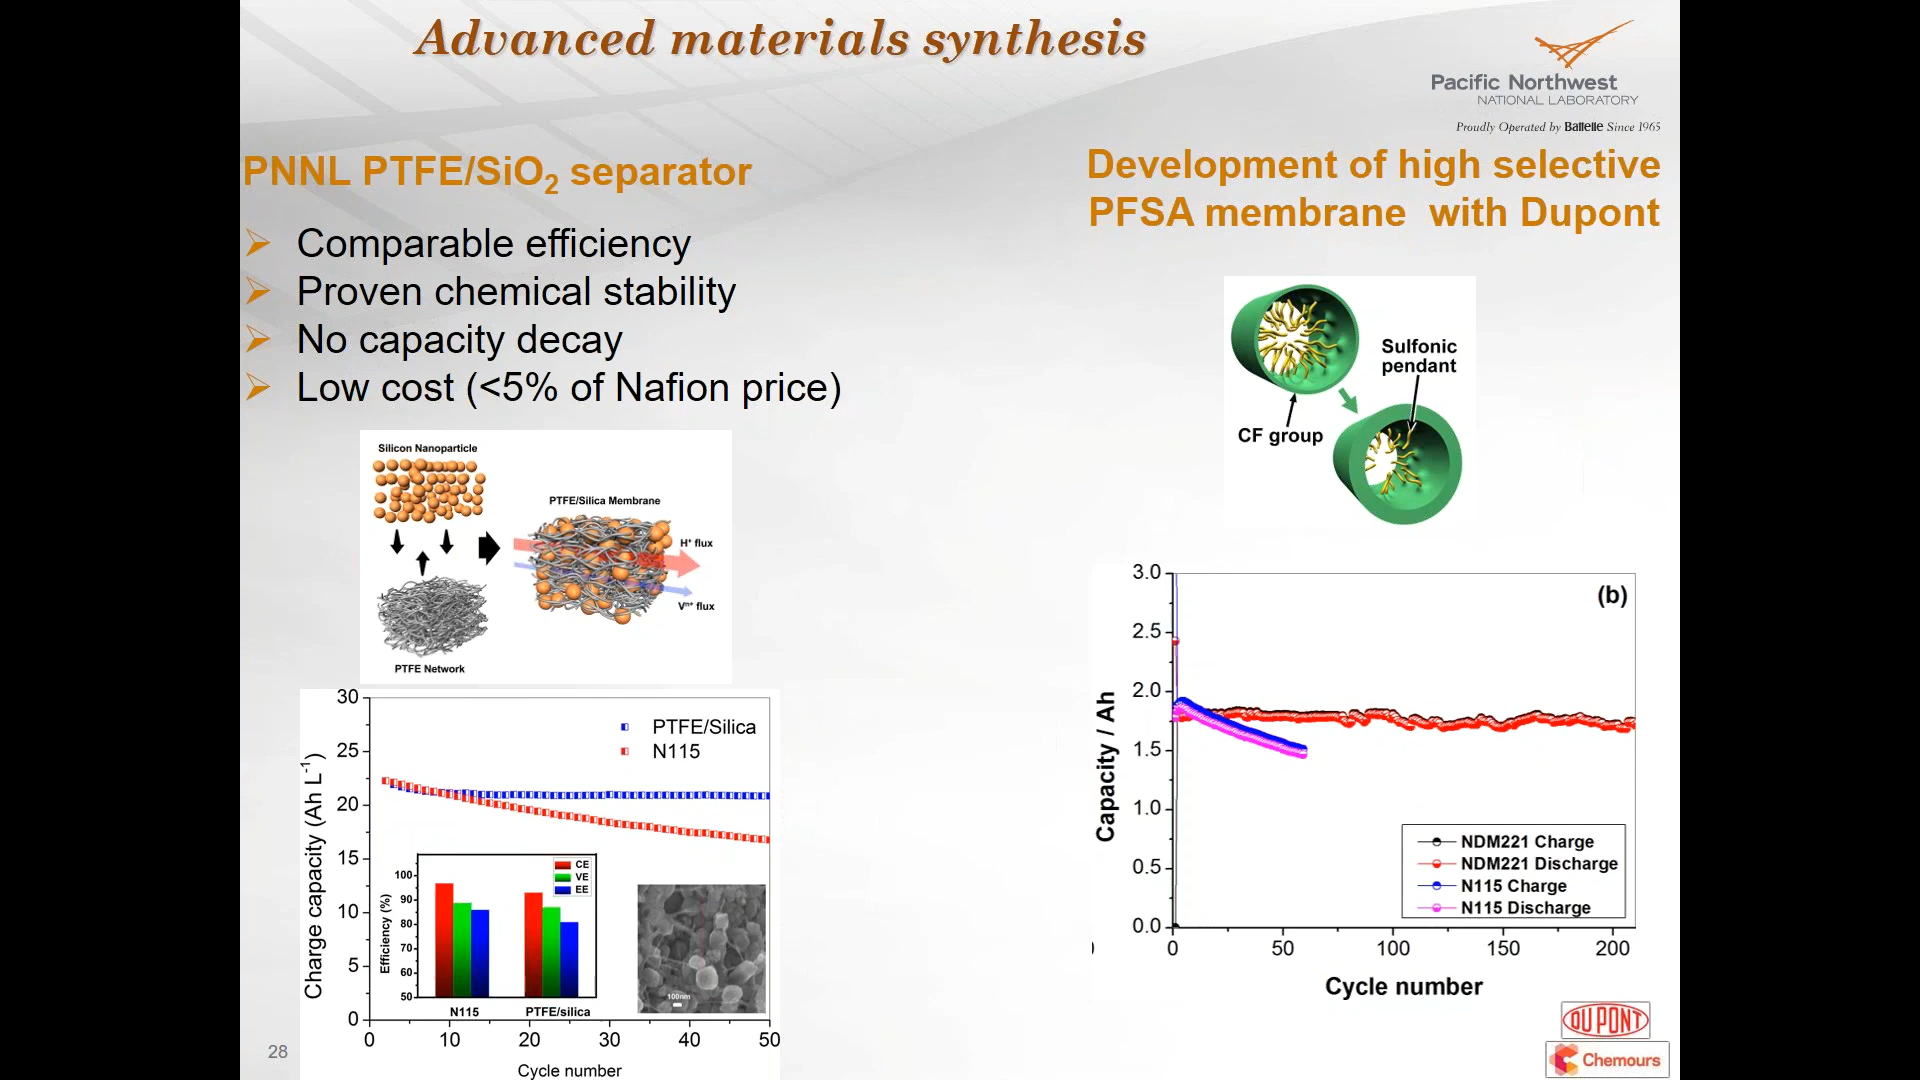 Advanced materials synthesis
Pacific Northwest
NATIONAL LABORATORY
Proudly Operated by Battelle Since 1965
PNNL PTFE/SiO₂ separator
Comparable efficiency
Proven chemical stability
No capacity decay
Low cost (<5% of Nafion price)
Silicon Nanoparticle
PTFE/Silica Membrane
H⁺ flux
Vⁿ⁺ flux
PTFE Network
30
25
20
15
10
5
0
Charge capacity (Ah L⁻¹)
PTFE/Silica
N115
CE
VE
EE
100
90
80
70
60
50
Efficiency (%)
N115 PTFE/silica
100nm
0 10 20 30 40 50
Cycle number
28
Development of high selective
PFSA membrane with Dupont
Sulfonic
pendant
CF group
(b)
3.0
2.5
2.0
1.5
1.0
0.5
0.0
Capacity / Ah
NDM221 Charge
NDM221 Discharge
N115 Charge
N115 Discharge
0 50 100 150 200
Cycle number
DUPONT
Chemours